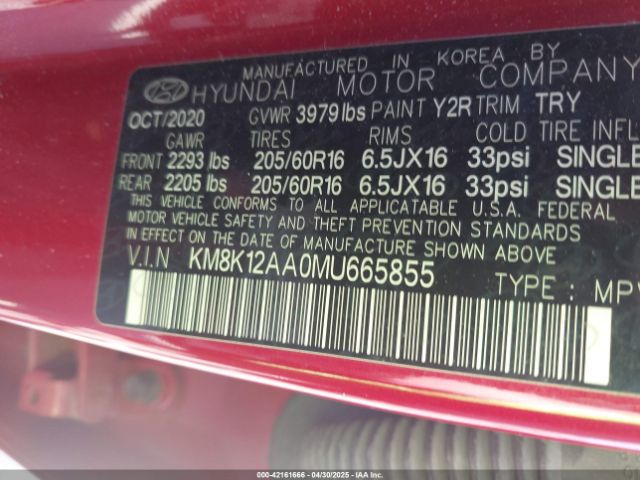 MANUFACTURED IN KOREA BY
HYUNDAI MOTOR COMPANY
OCT/2020 GVWR 3979 lbs PAINT Y2R TRIM TRY
GAWR TIRES RIMS COLD TIRE INFL
FRONT 2293 lbs 205/60R16 6.5JX16 33psi SINGLE
REAR 2205 lbs 205/60R16 6.5JX16 33psi SINGLE
THIS VEHICLE CONFORMS TO ALL APPLICATABLE U.S.A. FEDERAL
MOTOR VEHICLE SAFETY AND THEFT PREVENTION STANDARDS
IN EFFECT ON THE DATE OF MANUFACTURE SHOWN ABOVE
V.I.N KM8K12AA0MU665855 TYPE : MPV
000-42161666 - 04/30/2025 - IAA Inc.